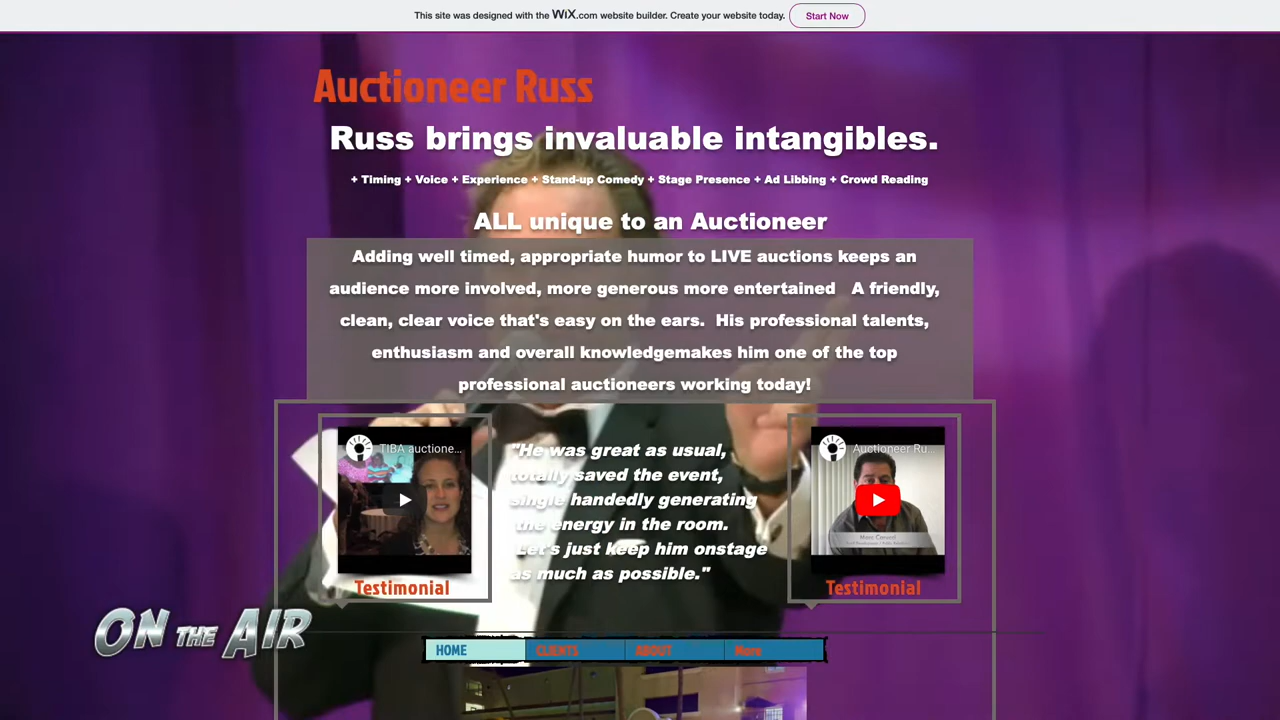 This site was designed with the WiX.com website builder. Create your website today. Start Now
Auctioneer Russ
Russ brings invaluable intangibles.
+ Timing + Voice + Experience + Stand-up Comedy + Stage Presence + Ad Libbing + Crowd Reading
ALL unique to an Auctioneer
Adding well timed, appropriate humor to LIVE auctions keeps an
audience more involved, more generous more entertained   A friendly,
clean, clear voice that's easy on the ears.  His professional talents,
enthusiasm and overall knowledgemakes him one of the top
professional auctioneers working today!
TIBA auctione...
"He was great as usual,
totally saved the event,
single handedly generating
the energy in the room.
Let's just keep him onstage
as much as possible."
Auctioneer Ru...
Testimonial
Testimonial
ON THE AIR
HOME CLIENTS ABOUT More